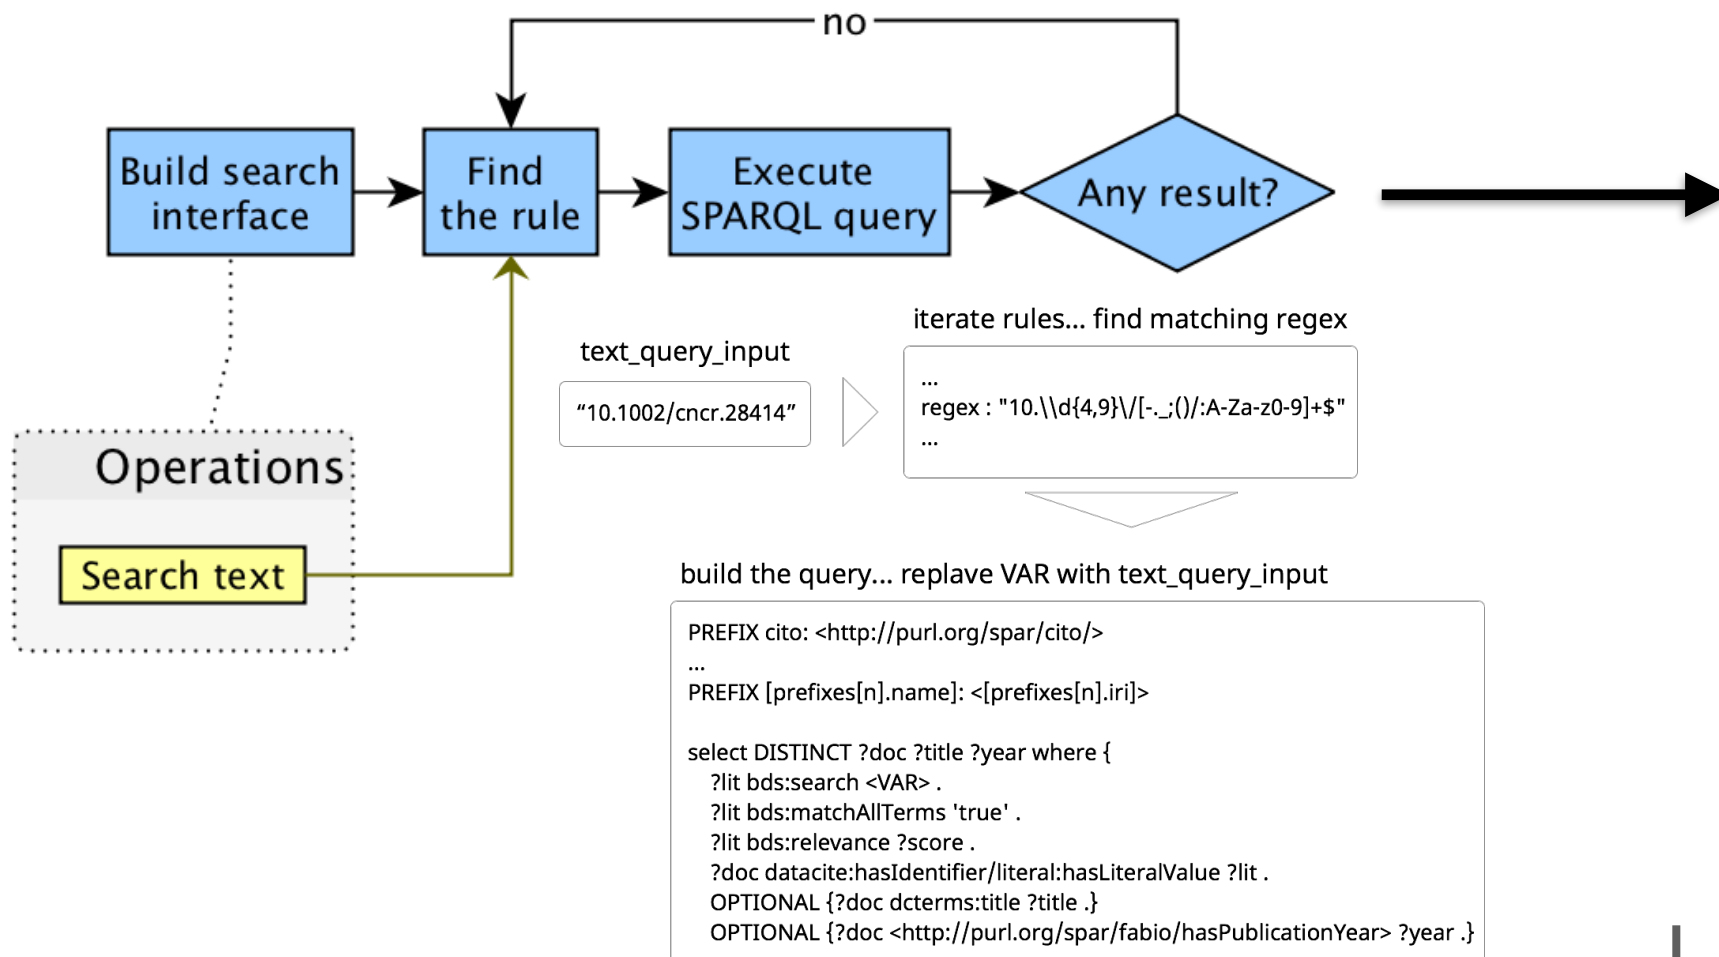 no
Build search
interface
Find
the rule
Execute
SPARQL query
Any result?
iterate rules... find matching regex
text_query_input
...
“10.1002/cncr.28414”
regex : "10.\\d{4,9}\/[-._;()/:A-Za-z0-9]+$"
...
Operations
Search text
build the query... replave VAR with text_query_input
PREFIX cito: <http://purl.org/spar/cito/>
...
PREFIX [prefixes[n].name]: <[prefixes[n].iri]>
select DISTINCT ?doc ?title ?year where {
?lit bds:search <VAR> .
?lit bds:matchAllTerms 'true' .
?lit bds:relevance ?score .
?doc datacite:hasIdentifier/literal:hasLiteralValue ?lit .
OPTIONAL {?doc dcterms:title ?title .}
OPTIONAL {?doc <http://purl.org/spar/fabio/hasPublicationYear> ?year .}